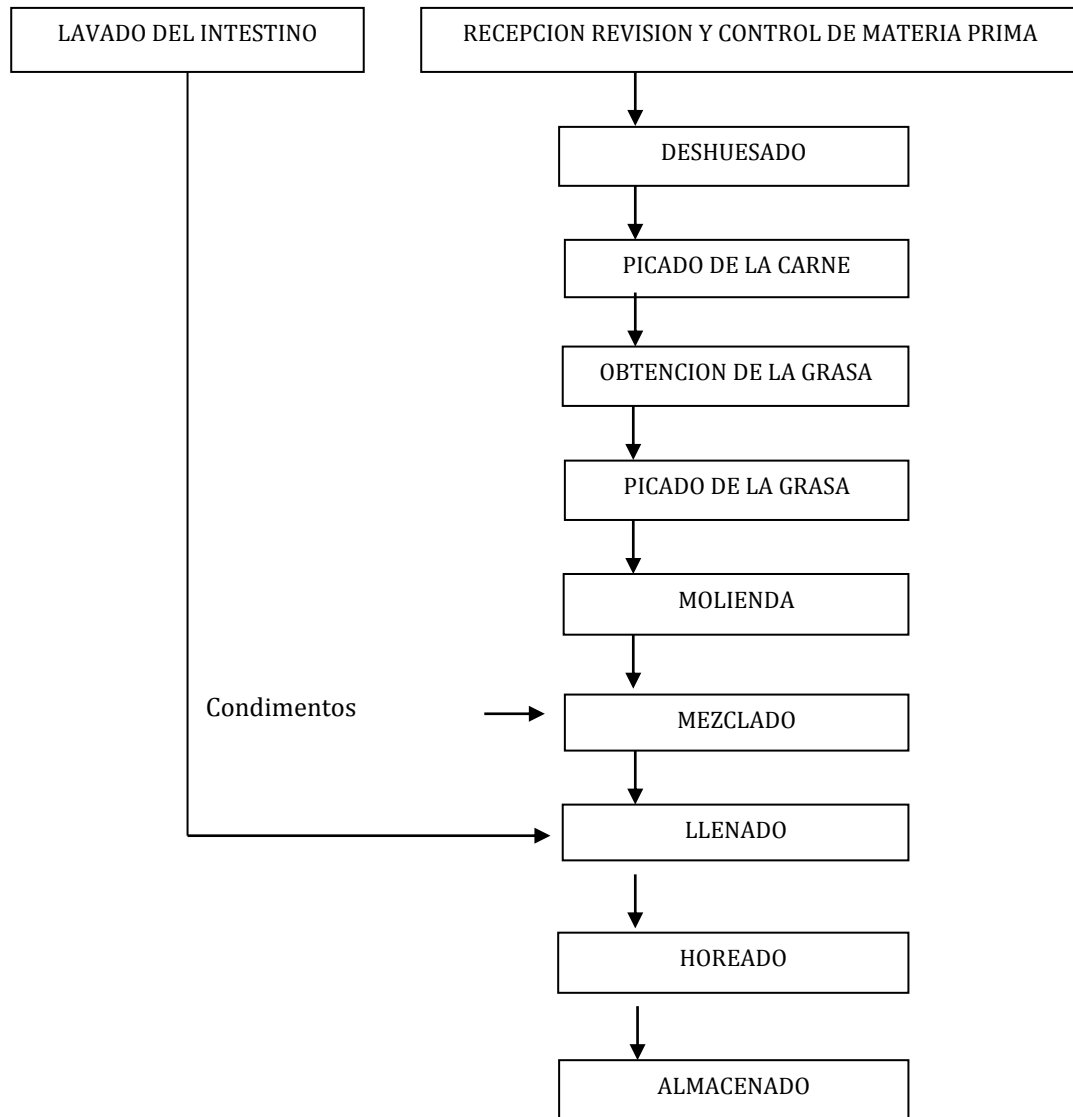 LAVADO DEL INTESTINO
RECEPCION REVISION Y CONTROL DE MATERIA PRIMA
DESHUESADO
PICADO DE LA CARNE
OBTENCION DE LA GRASA
PICADO DE LA GRASA
MOLIENDA
Condimentos
MEZCLADO
LLENADO
HOREADO
ALMACENADO